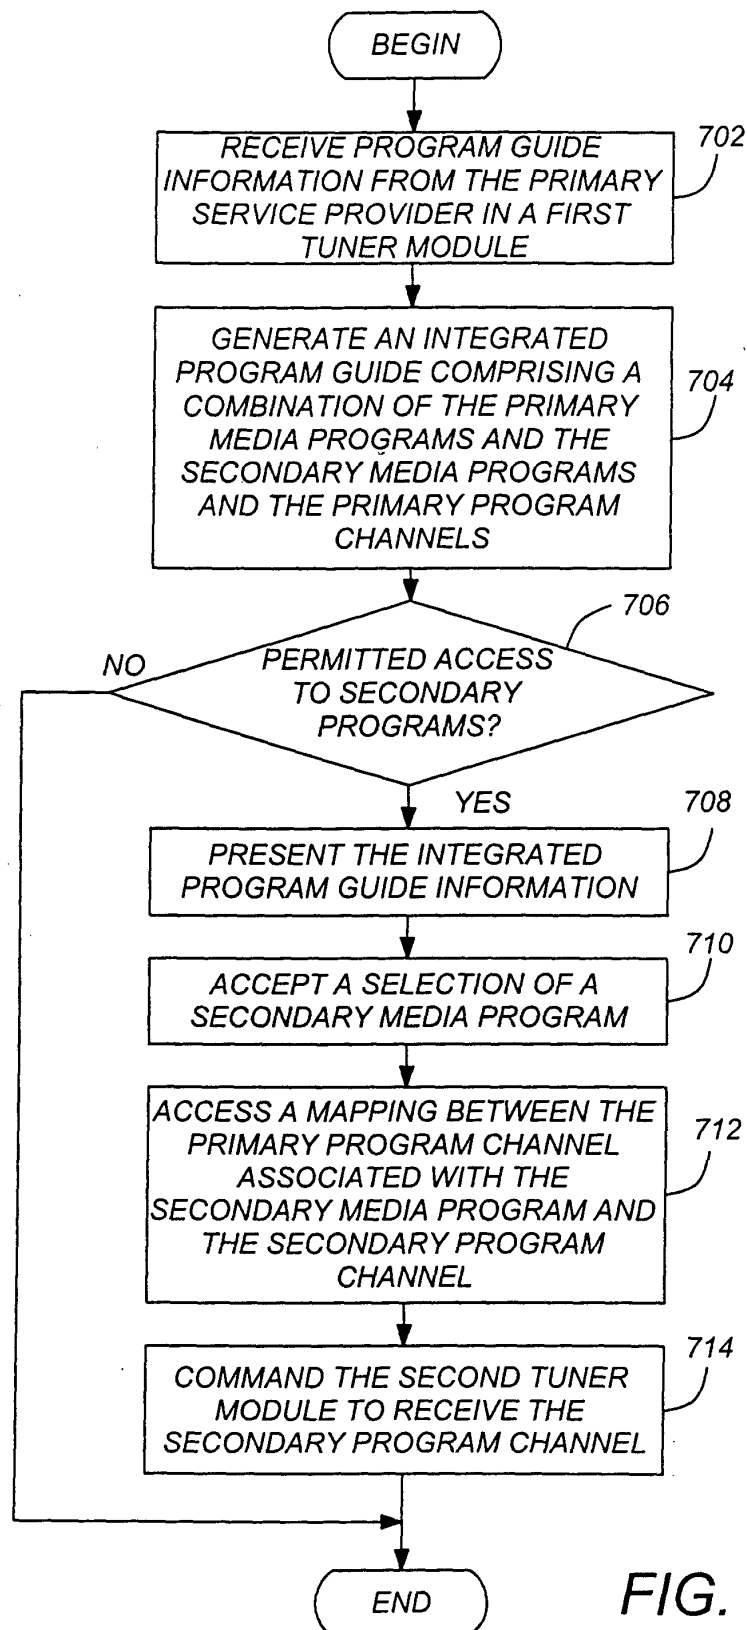 BEGIN
702
RECEIVE PROGRAM GUIDE
INFORMATION FROM THE PRIMARY
SERVICE PROVIDER IN A FIRST
TUNER MODULE
704
GENERATE AN INTEGRATED
PROGRAM GUIDE COMPRISING A
COMBINATION OF THE PRIMARY
MEDIA PROGRAMS AND THE
SECONDARY MEDIA PROGRAMS
AND THE PRIMARY PROGRAM
CHANNELS
706
NO
PERMITTED ACCESS
TO SECONDARY
PROGRAMS?
YES
708
PRESENT THE INTEGRATED
PROGRAM GUIDE INFORMATION
710
ACCEPT A SELECTION OF A
SECONDARY MEDIA PROGRAM
712
ACCESS A MAPPING BETWEEN THE
PRIMARY PROGRAM CHANNEL
ASSOCIATED WITH THE
SECONDARY MEDIA PROGRAM AND
THE SECONDARY PROGRAM
CHANNEL
714
COMMAND THE SECOND TUNER
MODULE TO RECEIVE THE
SECONDARY PROGRAM CHANNEL
END
FIG.